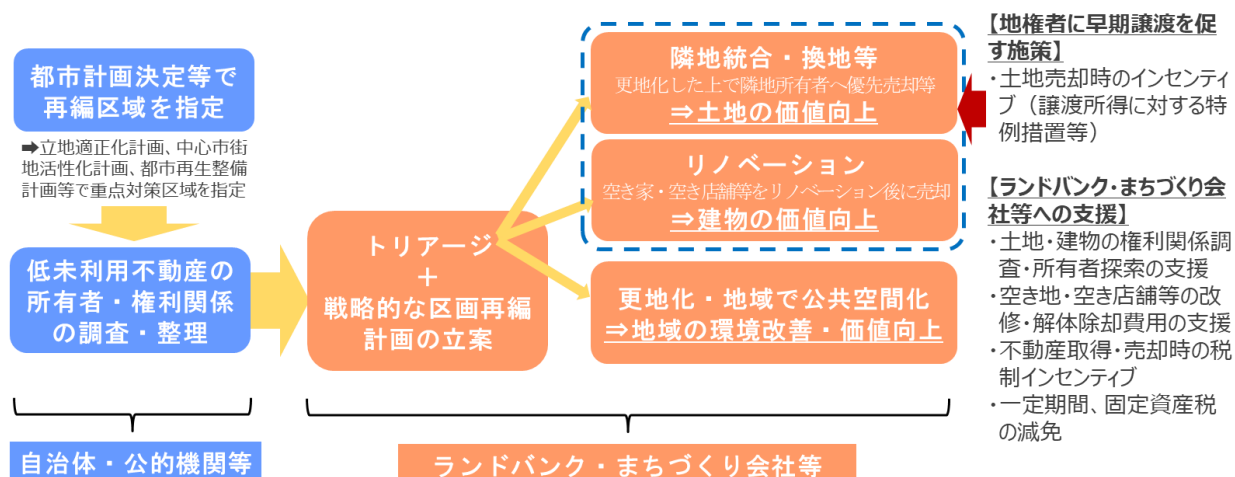 都市計画決定等で
再編区域を指定
➡立地適正化計画、中心市街
地活性化計画、都市再生整備
計画等で重点対策区域を指定
低未利用不動産の
所有者・権利関係
の調査・整理
自治体・公的機関等
トリアージ
＋
戦略的な区画再編
計画の立案
隣地統合・換地等
更地化した上で隣地所有者へ優先売却等
⇒土地の価値向上
リノベーション
空き家・空き店舗等をリノベーション後に売却
⇒建物の価値向上
更地化・地域で公共空間化
⇒地域の環境改善・価値向上
ランドバンク・まちづくり会社等
【地権者に早期譲渡を促
す施策】
・土地売却時のインセンティ
ブ（譲渡所得に対する特
例措置等）
【ランドバンク・まちづくり会
社等への支援】
・土地・建物の権利関係調
査・所有者探索の支援
・空き地・空き店舗等の改
修・解体除却費用の支援
・不動産取得・売却時の税
制インセンティブ
・一定期間、固定資産税
の減免